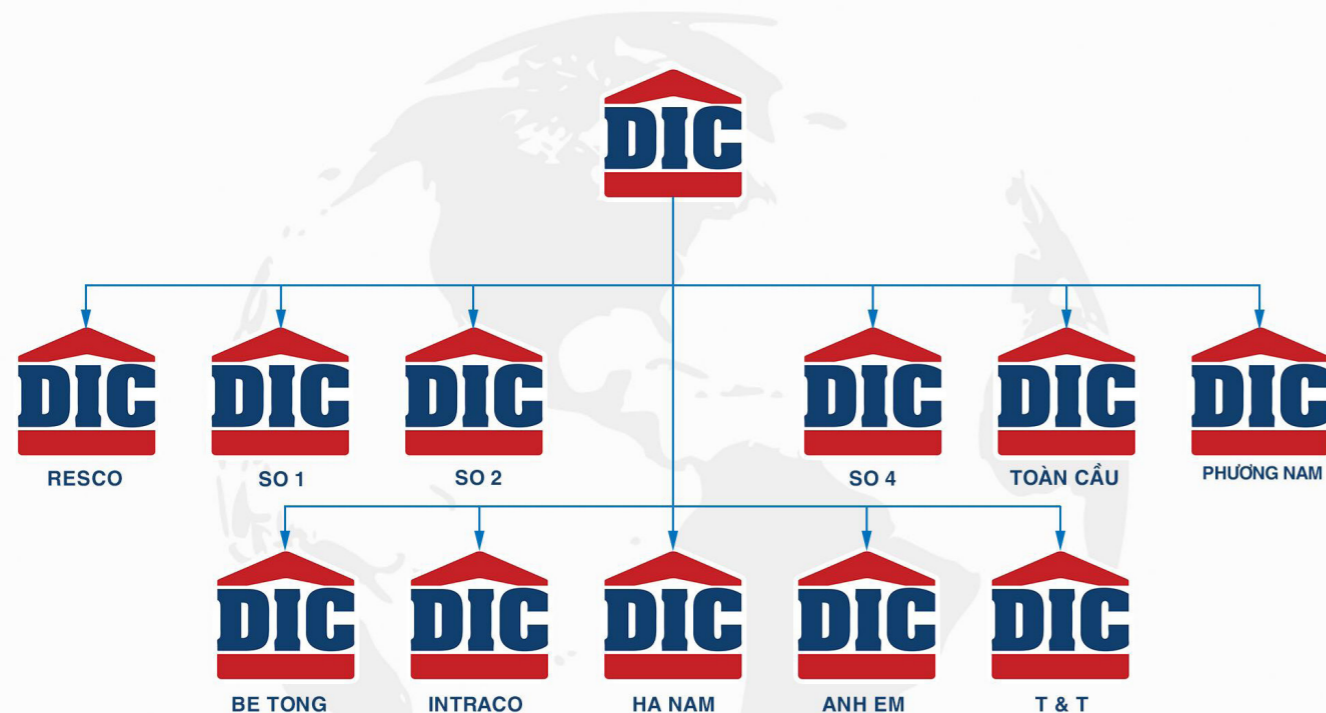 DIC
DIC DIC DIC DIC DIC DIC
RESCO SO 1 SO 2 SO 4 TOÀN CẦU PHƯƠNG NAM
DIC DIC DIC DIC DIC
BE TONG INTRACO HA NAM ANH EM T & T